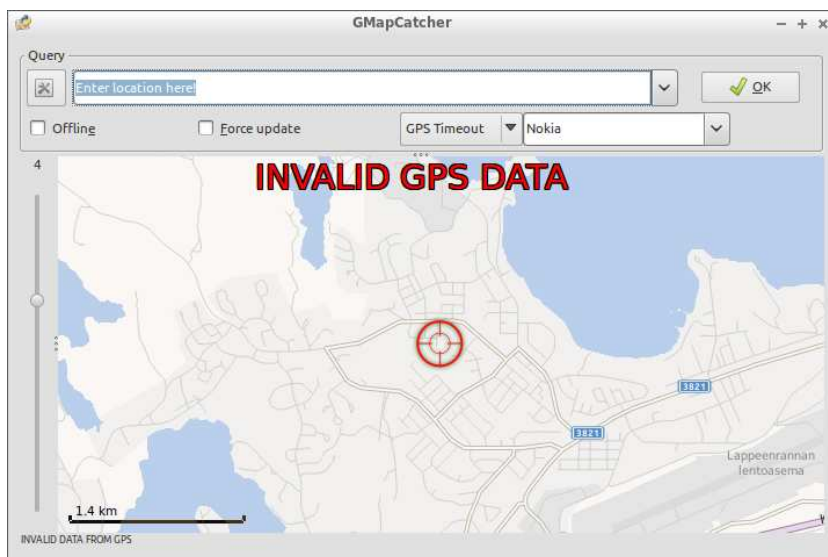 GMapCatcher
Query
Enter location here!
OK
Offline
Force update
GPS Timeout
Nokia
4
INVALID GPS DATA
3821
3821
Lappeenrannan
lentoasema
1.4 km
INVALID DATA FROM GPS